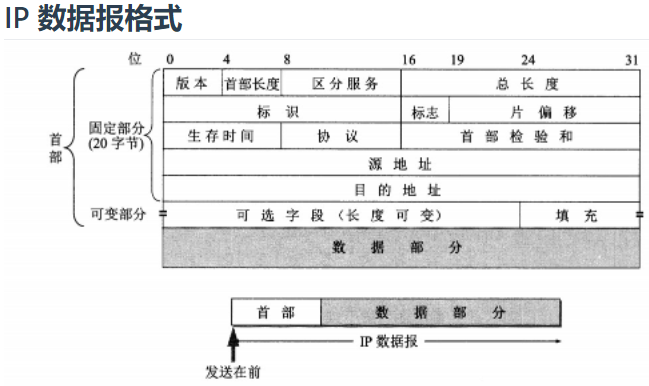 IP 数据报格式
位 0 4 8 16 19 24 31
版本 首部长度 区分服务 总长度
标识 标志 片偏移
首部 固定部分 (20 字节)
生存时间 协议 首部检验和
源地址
目的地址
可变部分 可选字段（长度可变） 填充
数据部分
首部 数据部分
IP 数据报
发送在前